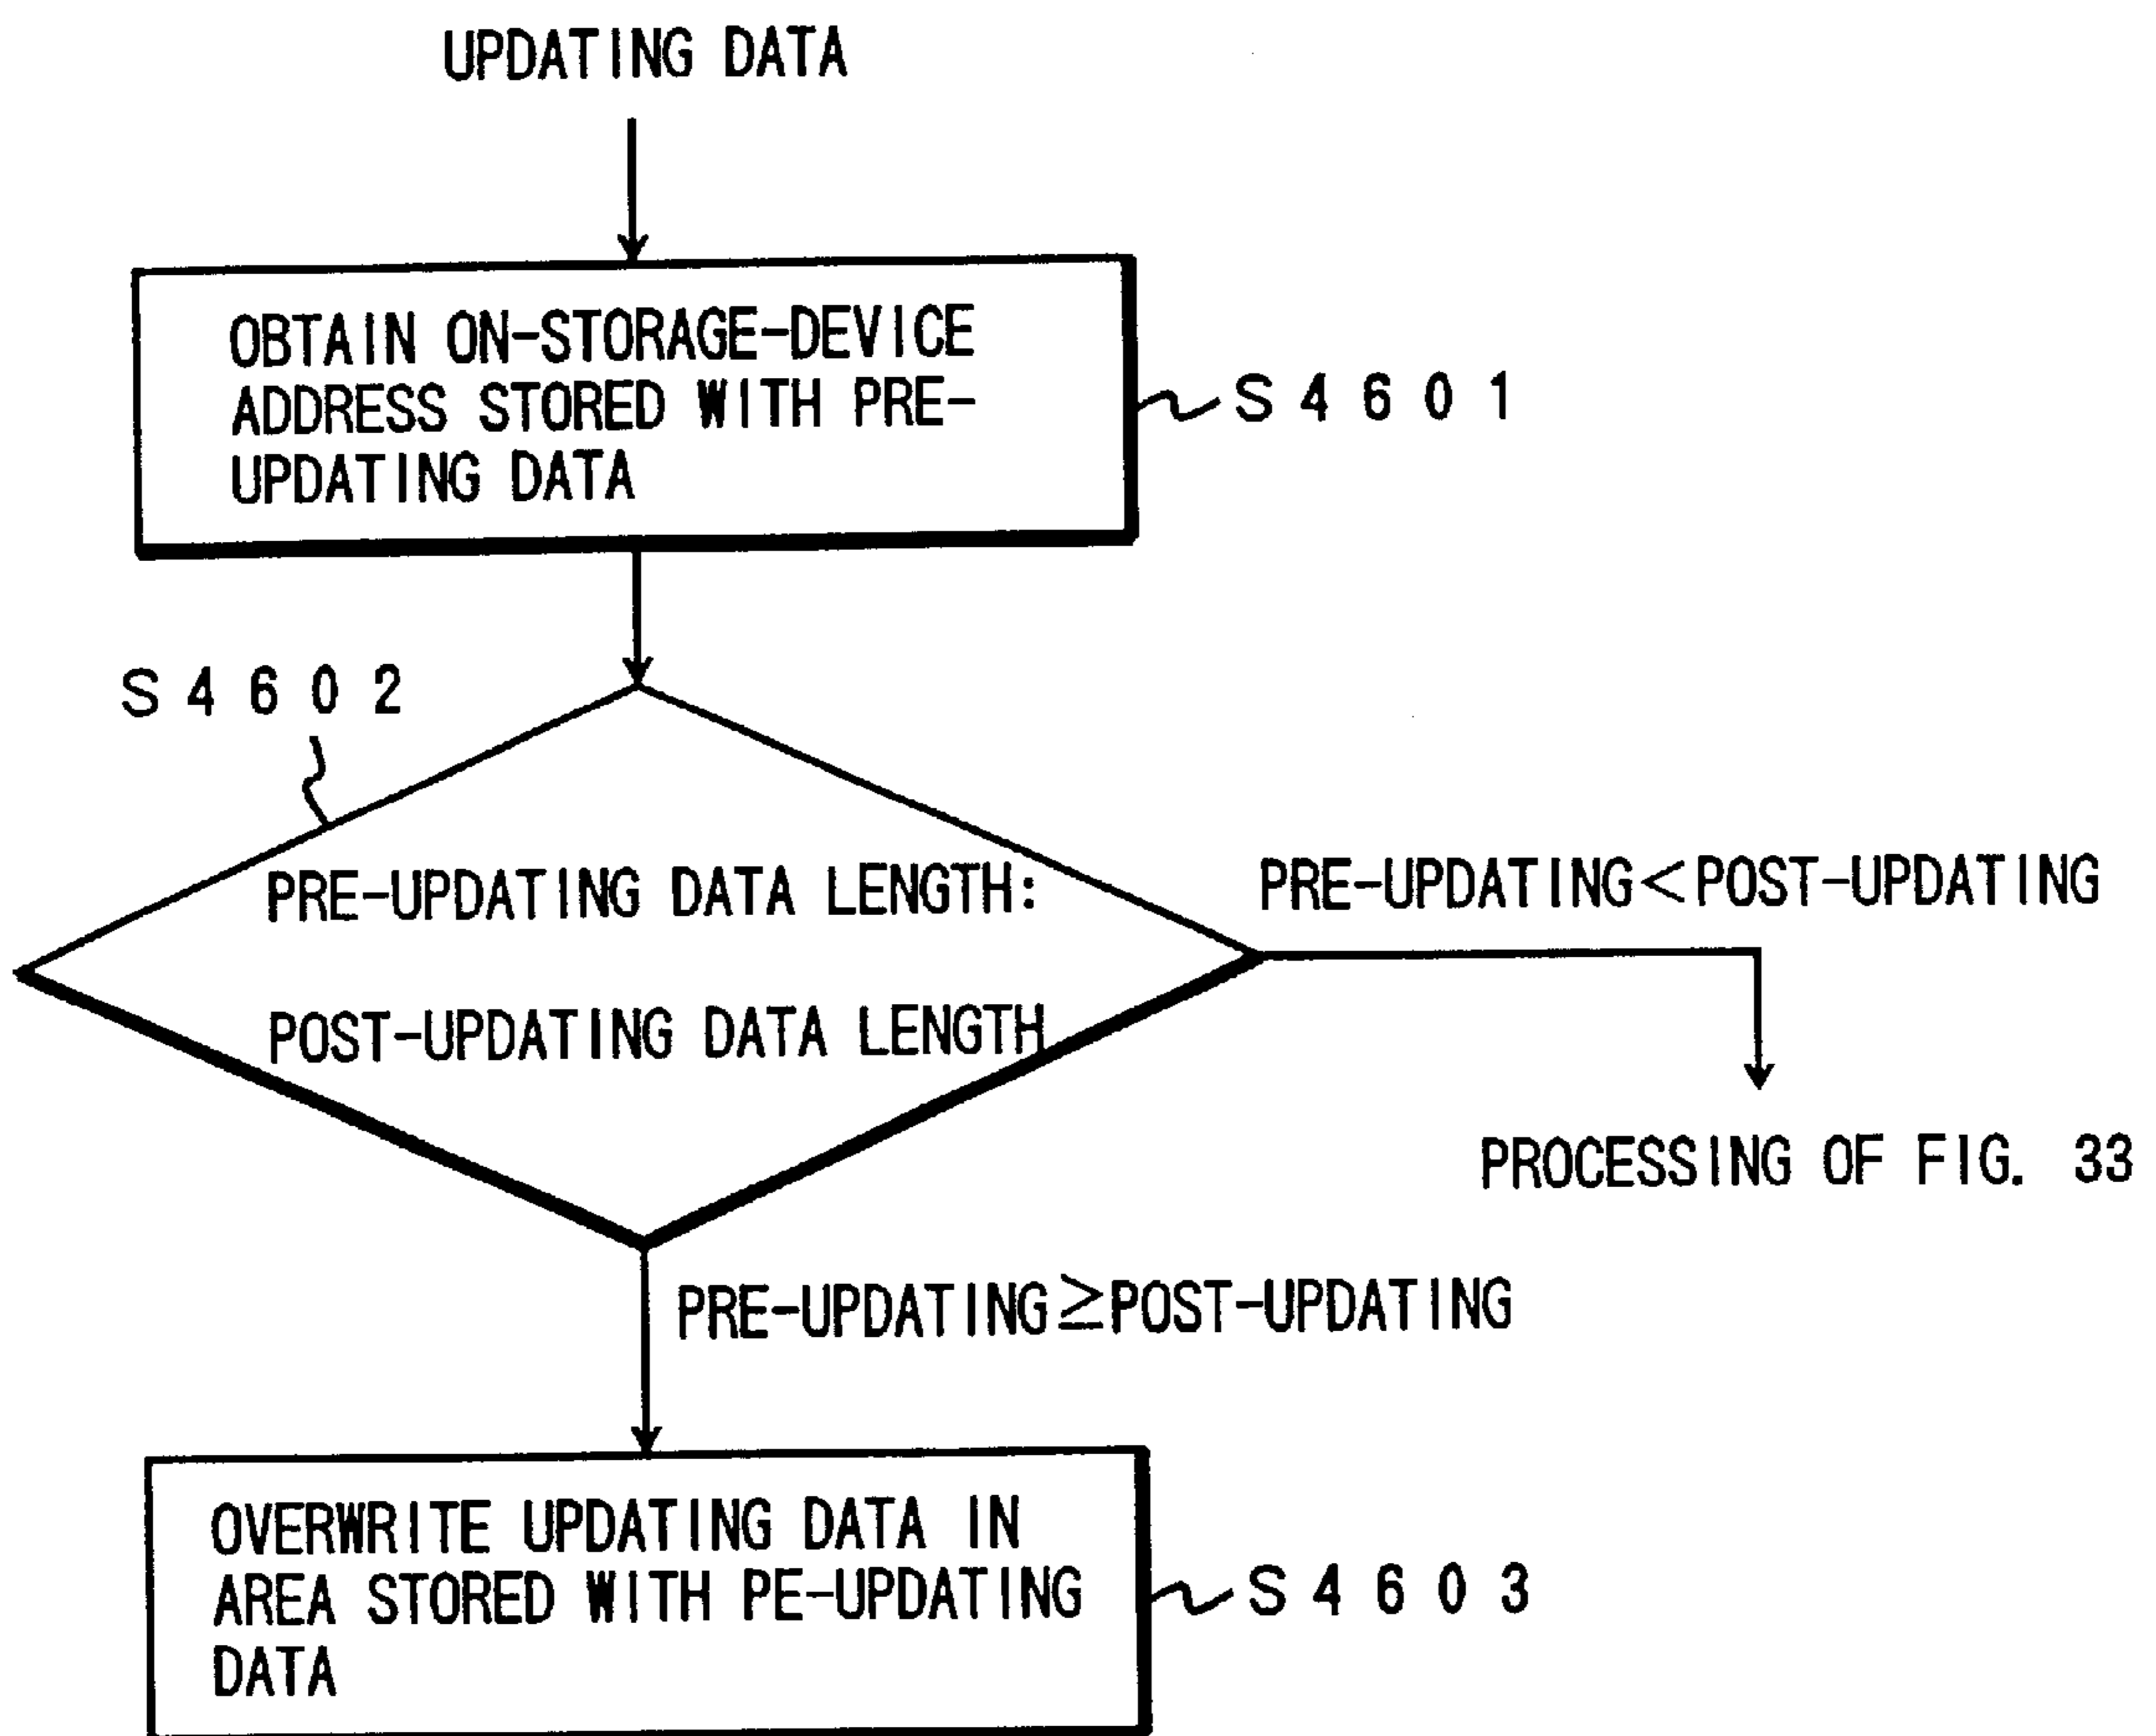 UPDATING DATA
OBTAIN ON-STORAGE-DEVICE
ADDRESS STORED WITH PRE-
UPDATING DATA
S4601
S4602
PRE-UPDATING DATA LENGTH:
POST-UPDATING DATA LENGTH
PRE-UPDATING<POST-UPDATING
PROCESSING OF FIG. 33
PRE-UPDATING≧POST-UPDATING
OVERWRITE UPDATING DATA IN
AREA STORED WITH PE-UPDATING
DATA
S4603